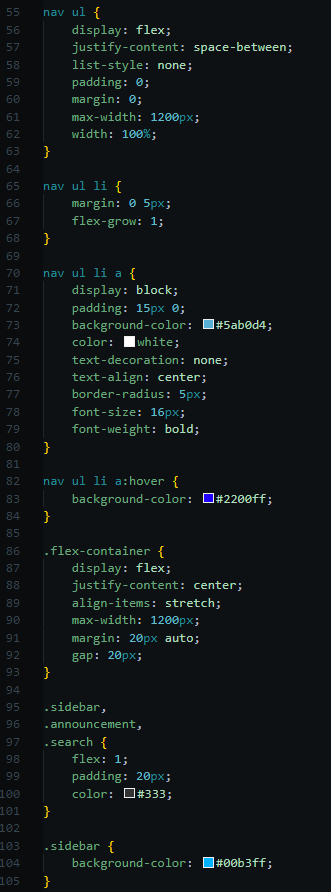 55 nav ul {
56     display: flex;
57     justify-content: space-between;
58     list-style: none;
59     padding: 0;
60     margin: 0;
61     max-width: 1200px;
62     width: 100%;
63 }
64
65 nav ul li {
66     margin: 0 5px;
67     flex-grow: 1;
68 }
69
70 nav ul li a {
71     display: block;
72     padding: 15px 0;
73     background-color: #5ab0d4;
74     color: white;
75     text-decoration: none;
76     text-align: center;
77     border-radius: 5px;
78     font-size: 16px;
79     font-weight: bold;
80 }
81
82 nav ul li a:hover {
83     background-color: #2200ff;
84 }
85
86 .flex-container {
87     display: flex;
88     justify-content: center;
89     align-items: stretch;
90     max-width: 1200px;
91     margin: 20px auto;
92     gap: 20px;
93 }
94
95 .sidebar,
96 .announcement,
97 .search {
98     flex: 1;
99     padding: 20px;
100     color: #333;
101 }
102
103 .sidebar {
104     background-color: #00b3ff;
105 }